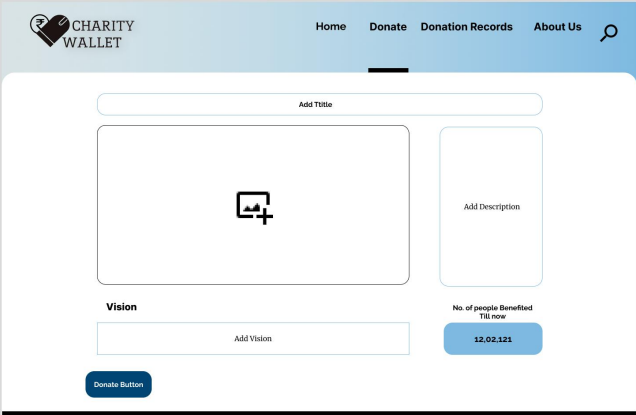 CHARITY
WALLET
Home Donate Donation Records About Us
Add Ttitle
Add Description
Vision
No. of people Benefited
Till now
Add Vision
12,02,121
Donate Button